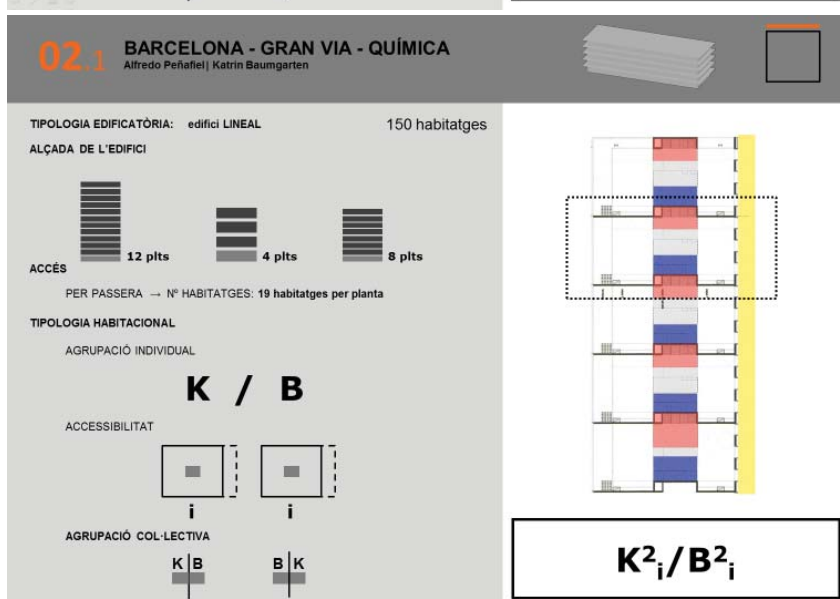 02.1 BARCELONA - GRAN VIA - QUÍMICA
Alfredo Peñafiel| Katrin Baumgarten
TIPOLOGIA EDIFICATÒRIA: edifici LINEAL 150 habitatges
ALÇADA DE L'EDIFICI
12 plts 4 plts 8 plts
ACCÉS
PER PASSERA → Nº HABITATGES: 19 habitatges per planta
TIPOLOGIA HABITACIONAL
AGRUPACIÓ INDIVIDUAL
K / B
ACCESSIBILITAT
i i
AGRUPACIÓ COL·LECTIVA
K B B K
K²i/B²i